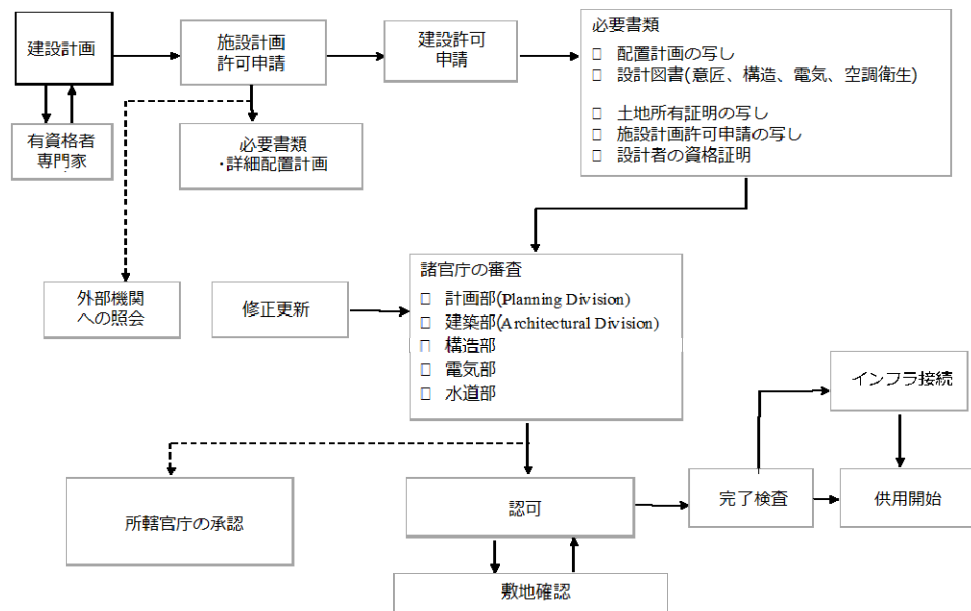 建設計画
施設計画
許可申請
建設許可
申請
必要書類
□ 配置計画の写し
□ 設計図書(意匠、構造、電気、空調衛生)
□ 土地所有証明の写し
□ 施設計画許可申請の写し
□ 設計者の資格証明
有資格者
専門家
必要書類
・詳細配置計画
外部機関
への照会
修正更新
諸官庁の審査
□ 計画部(Planning Division)
□ 建築部(Architectural Division)
□ 構造部
□ 電気部
□ 水道部
インフラ接続
所轄官庁の承認
認可
完了検査
供用開始
敷地確認